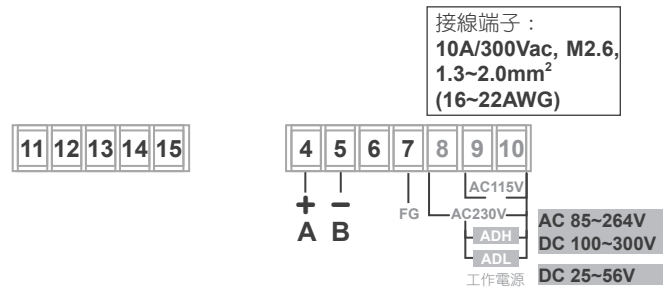 接線端子：
10A/300Vac, M2.6,
1.3~2.0mm²
(16~22AWG)
11 12 13 14 15
4 5 6 7 8 9 10
AC115V
+ −
FG
AC230V
A B
AC 85~264V
ADH
DC 100~300V
ADL
工作電源
DC 25~56V